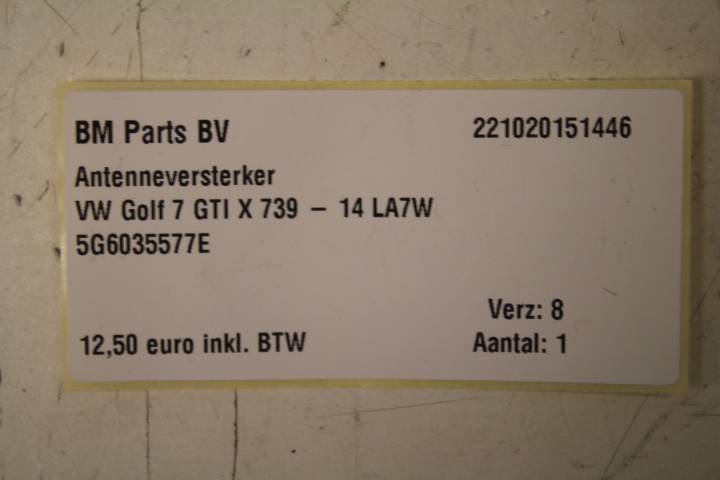 BM Parts BV 221020151446
Antenneversterker
VW Golf 7 GTI X 739 – 14 LA7W
5G6035577E
Verz: 8
12,50 euro inkl. BTW Aantal: 1